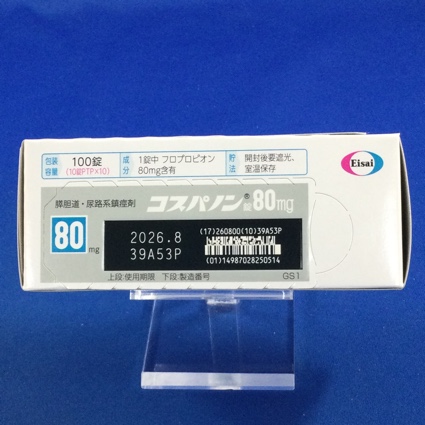 包装容量 100錠 (10錠PTP×10)
成分 1錠中 フロプロピオン 80mg含有
貯法 開封後要遮光、室温保存
Eisai
膵胆道・尿路系鎮痙剤
コスパノン®錠80mg
80mg
2026.8
39A53P
(17)260800(10)39A53P
(01)14987028250514
上段:使用期限 下段:製造番号
GS1